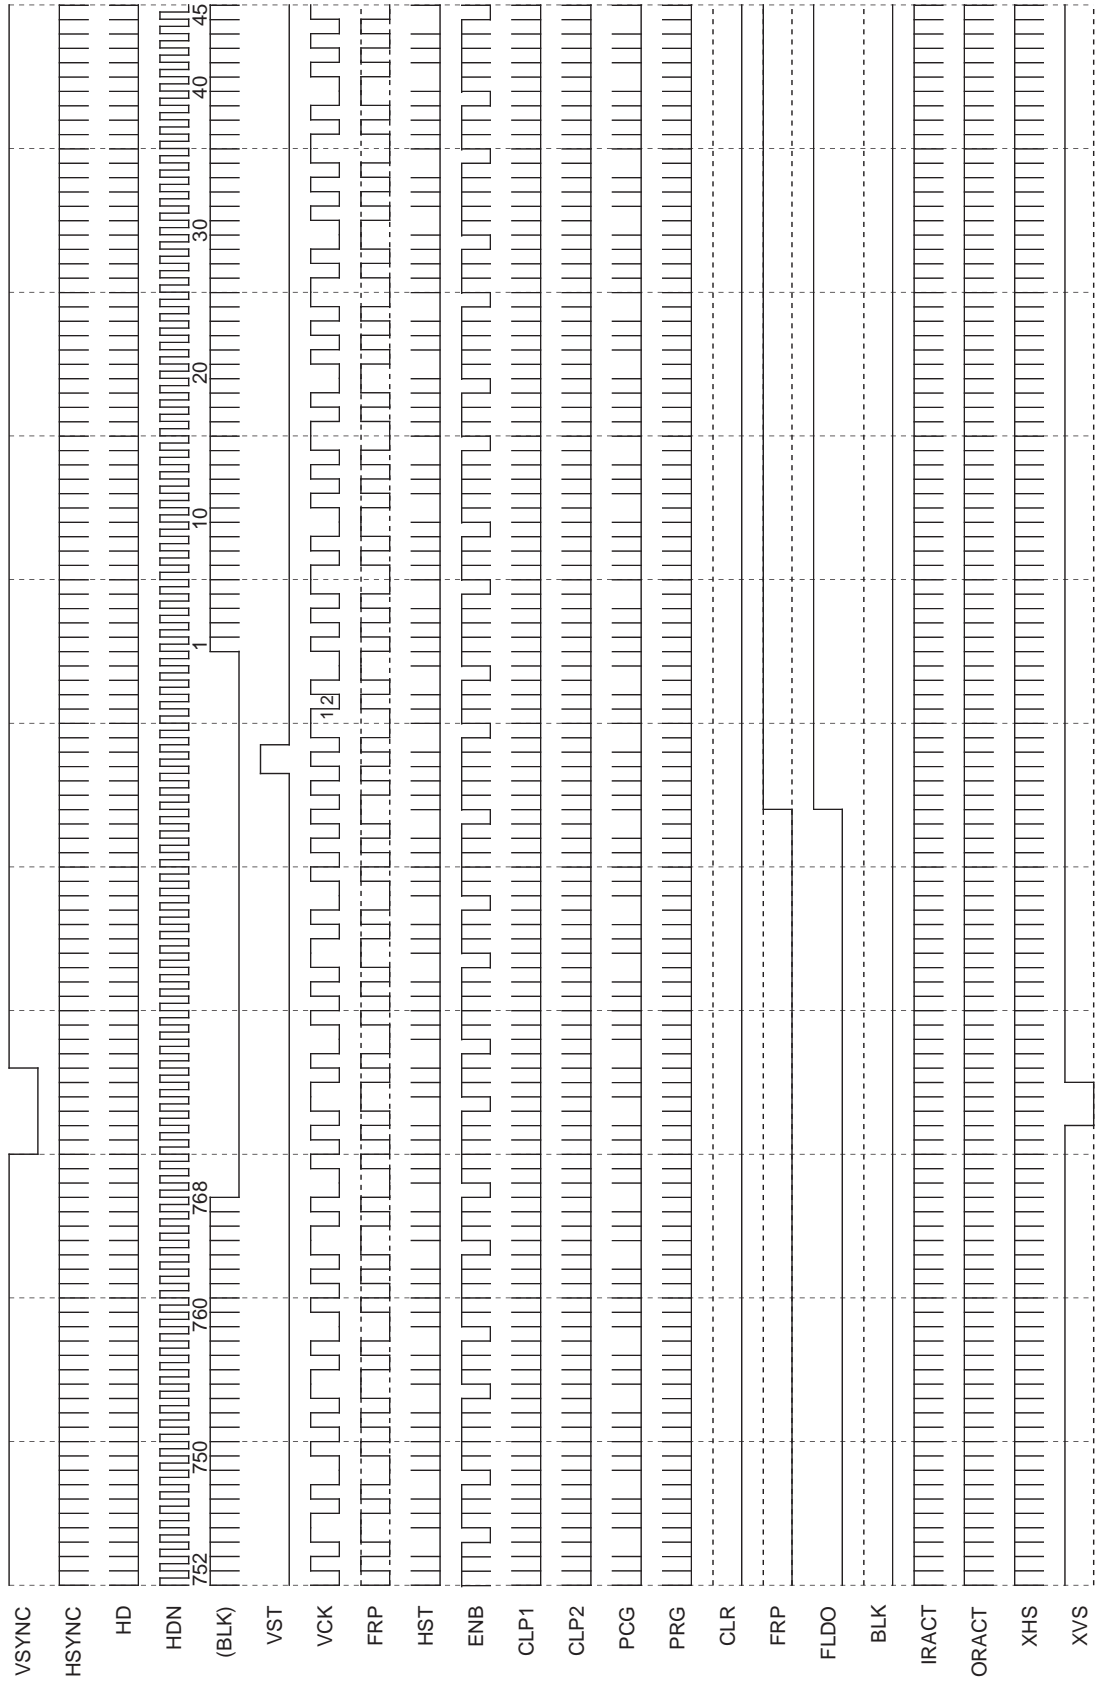 VSYNC
HSYNC
HD
HDN
752 750 760 768 1 10 20 30 40 45
(BLK)
VST
VCK
1 2
FRP
HST
ENB
CLP1
CLP2
PCG
PRG
CLR
FRP
FLDO
BLK
IRACT
ORACT
XHS
XVS